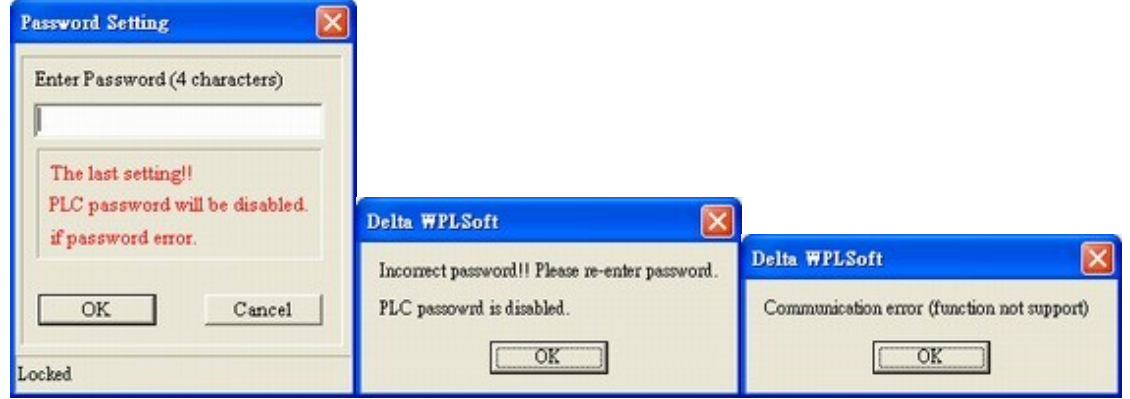 Password Setting
Enter Password (4 characters)
The last setting!!
PLC password will be disabled.
if password error.
OK
Cancel
Locked
Delta WPLSoft
Incorrect password!! Please re-enter password.
PLC passowrd is disabled.
OK
Delta WPLSoft
Communication error (function not support)
OK